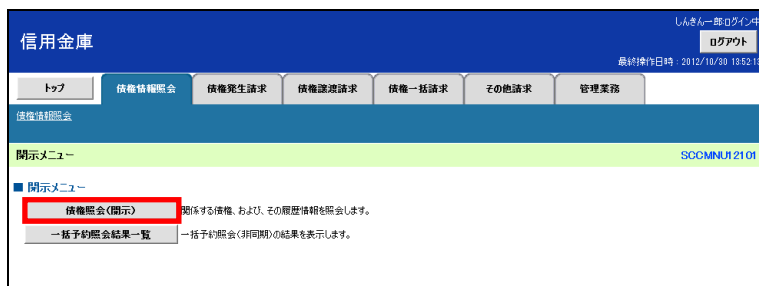 しんきん一郎ログイン中
信用金庫
ログアウト
最終操作日時：2012/10/30 13:52:13
トップ 債権情報照会 債権発生請求 債権譲渡請求 債権一括請求 その他請求 管理業務
債権情報照会
開示メニュー SCCMNU12101
■ 開示メニュー
債権照会(開示) 関係する債権、および、その履歴情報を照会します。
一括予約照会結果一覧 一括予約照会(非同期)の結果を表示します。